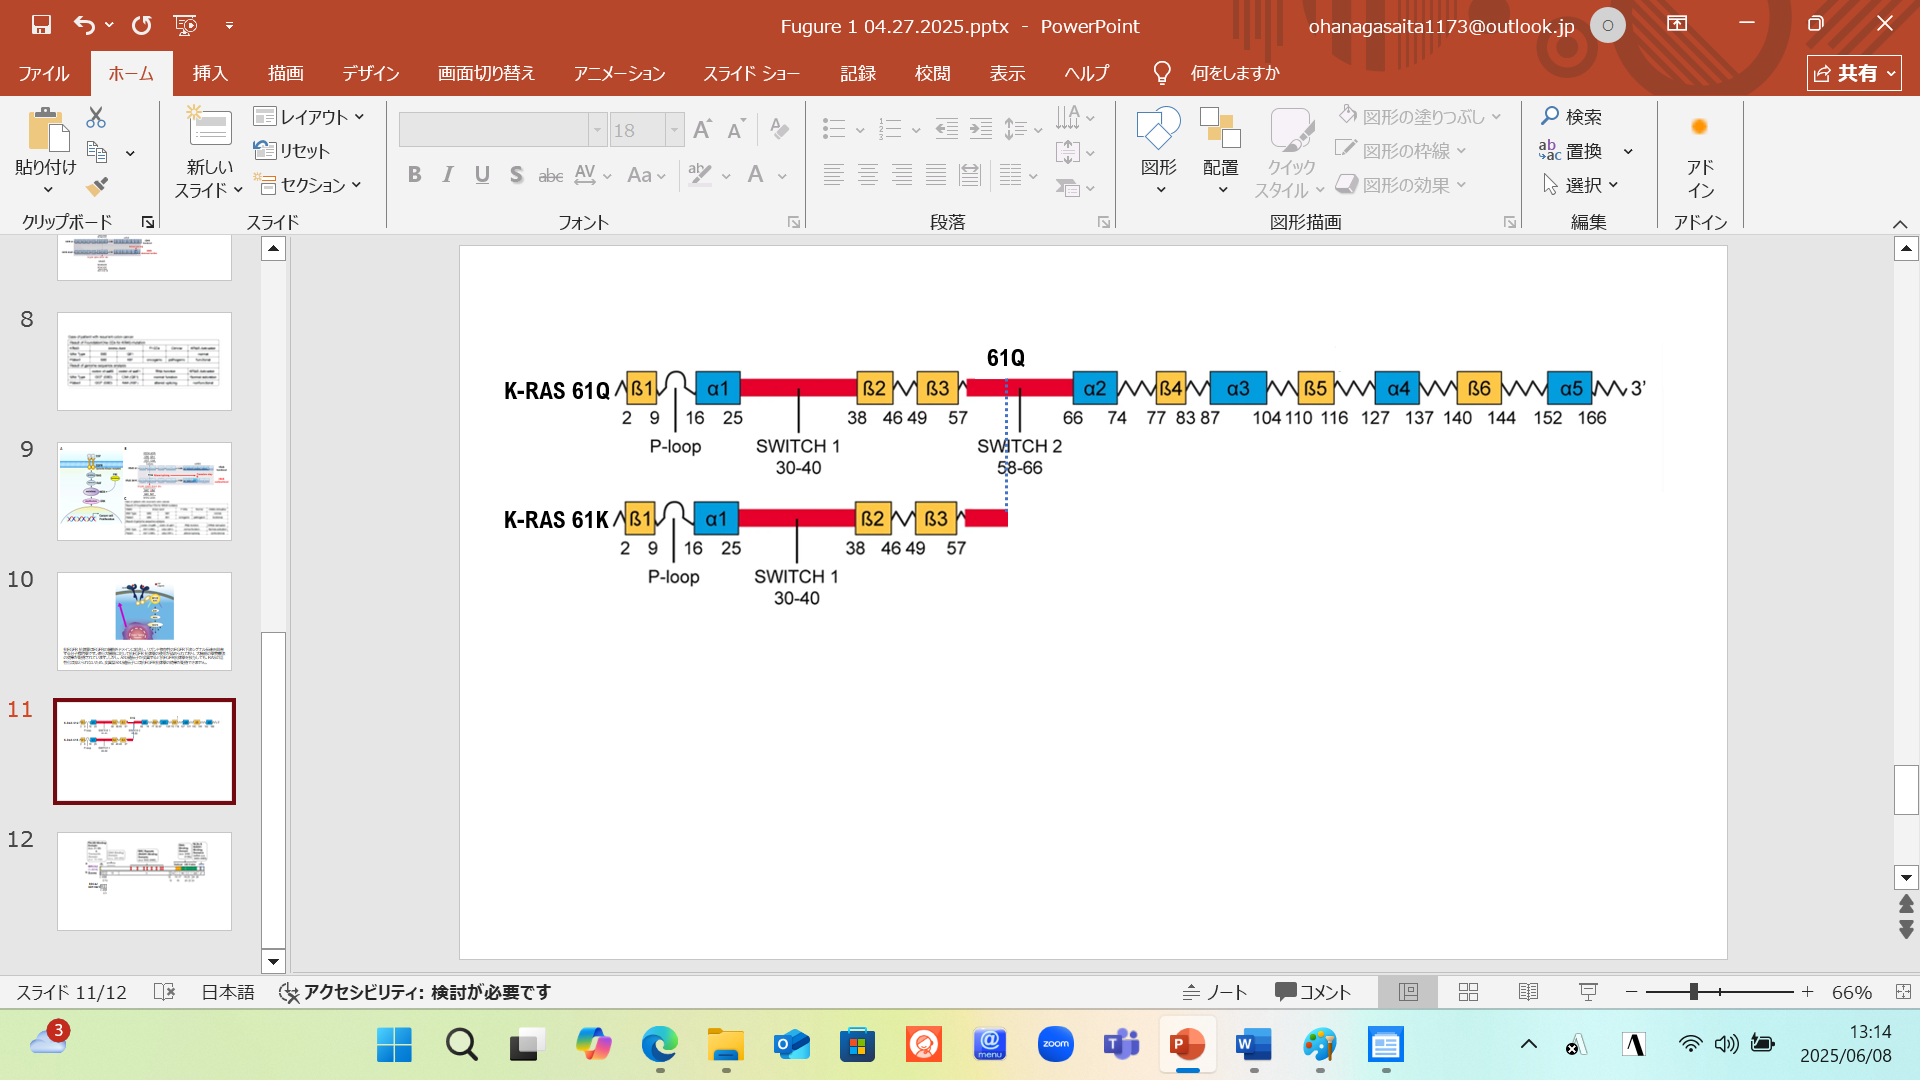 Fugure 1 04.27.2025.pptx - PowerPoint
ohanagasaita1173@outlook.jp
O
ファイル ホーム 挿入 描画 デザイン 画面切り替え アニメーション スライド ショー 記録 校閲 表示 ヘルプ 何をしますか
共有
貼り付け
クリップボード
新しい
スライド
レイアウト
リセット
セクション
スライド
18
B I U S abc AV Aa A
フォント
段落
図形
配置
クイック
スタイル
図形の塗りつぶし
図形の枠線
図形の効果
図形描画
検索
置換
選択
編集
アド
イン
アドイン
8
9
10
11
12
61Q
K-RAS 61Q ß1 α1 ß2 ß3 α2 ß4 α3 ß5 α4 ß6 α5 3’
2 9 16 25 38 46 49 57 66 74 77 83 87 104 110 116 127 137 140 144 152 166
P-loop SWITCH 1 SWITCH 2
30-40 58-66
K-RAS 61K ß1 α1 ß2 ß3
2 9 16 25 38 46 49 57
P-loop SWITCH 1
30-40
スライド 11/12 日本語 アクセシビリティ: 検討が必要です
ノート コメント 66%
3
menu
zoom
13:14
2025/06/08